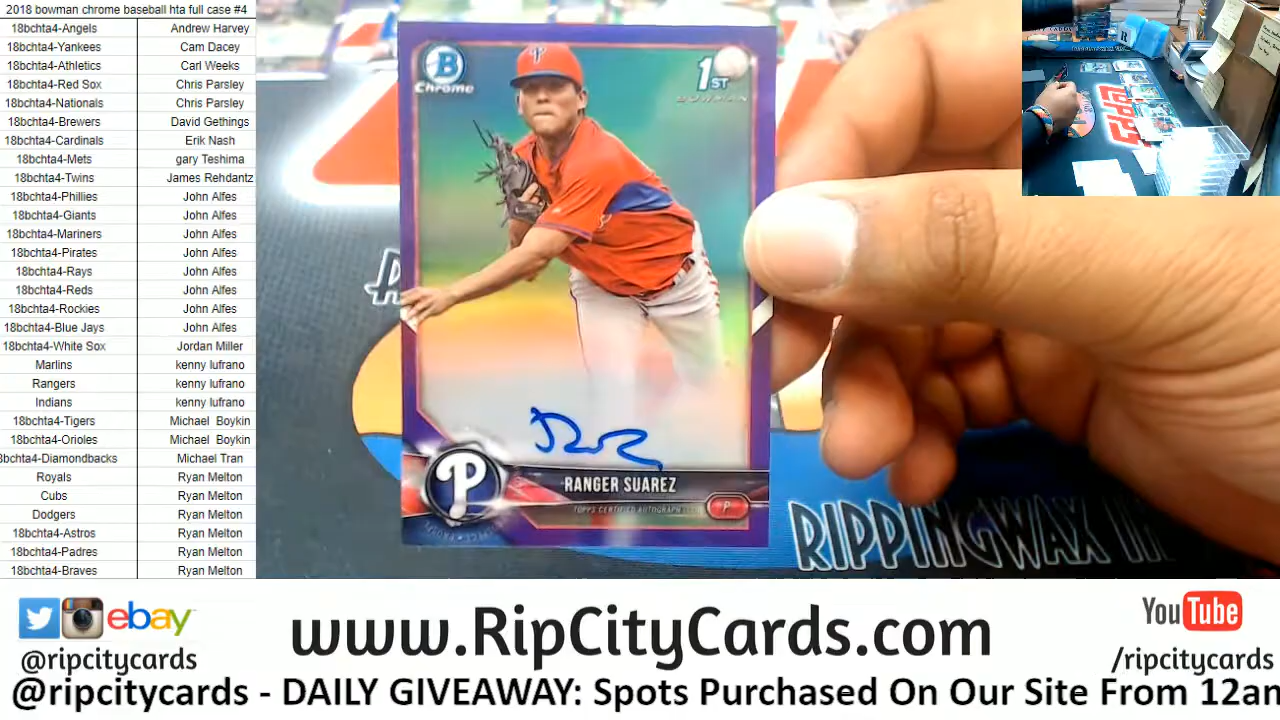 2018 bowman chrome baseball hta full case #4
18bchta4-Angels Andrew Harvey
18bchta4-Yankees Cam Dacey
18bchta4-Athletics Carl Weeks
18bchta4-Red Sox Chris Parsley
18bchta4-Nationals Chris Parsley
18bchta4-Brewers David Gethings
18bchta4-Cardinals Erik Nash
18bchta4-Mets gary Teshima
18bchta4-Twins James Rehdantz
18bchta4-Phillies John Alfes
18bchta4-Giants John Alfes
18bchta4-Mariners John Alfes
18bchta4-Pirates John Alfes
18bchta4-Rays John Alfes
18bchta4-Reds John Alfes
18bchta4-Rockies John Alfes
18bchta4-Blue Jays John Alfes
18bchta4-White Sox Jordan Miller
Marlins kenny lufrano
Rangers kenny lufrano
Indians kenny lufrano
18bchta4-Tigers Michael Boykin
18bchta4-Orioles Michael Boykin
8bchta4-Diamondbacks Michael Tran
Royals Ryan Melton
Cubs Ryan Melton
Dodgers Ryan Melton
18bchta4-Astros Ryan Melton
18bchta4-Padres Ryan Melton
18bchta4-Braves Ryan Melton
B
Chrome
1ST
BOWMAN
P
RANGER SUAREZ
TOPPS CERTIFIED AUTOGRAPH ISSUE
P
RIPPINGWAX
ebay
@ripcitycards
www.RipCityCards.com
YouTube
/ripcitycards
@ripcitycards - DAILY GIVEAWAY: Spots Purchased On Our Site From 12am